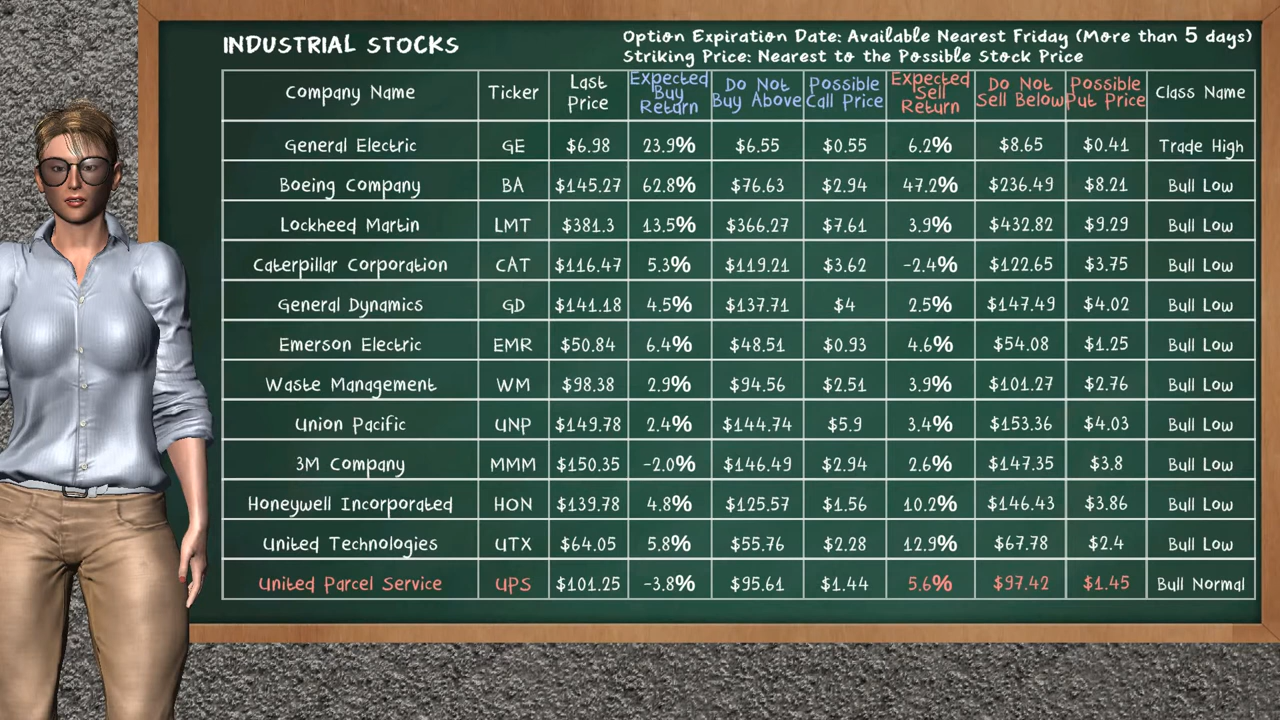 INDUSTRIAL STOCKS
Option Expiration Date: Available Nearest Friday (More than 5 days)
Striking Price: Nearest to the Possible Stock Price
Company Name Ticker Last Price Expected Buy Return Do Not Buy Above Possible Call Price Expected Sell Return Do Not Sell Below Possible Put Price Class Name
General Electric GE $6.98 23.9% $6.55 $0.55 6.2% $8.65 $0.41 Trade High
Boeing Company BA $145.27 62.8% $76.63 $2.94 47.2% $236.49 $8.21 Bull Low
Lockheed Martin LMT $381.3 13.5% $366.27 $7.61 3.9% $432.82 $9.29 Bull Low
Caterpillar Corporation CAT $116.47 5.3% $119.21 $3.62 -2.4% $122.65 $3.75 Bull Low
General Dynamics GD $141.18 4.5% $137.71 $4 2.5% $147.49 $4.02 Bull Low
Emerson Electric EMR $50.84 6.4% $48.51 $0.93 4.6% $54.08 $1.25 Bull Low
Waste Management WM $98.38 2.9% $94.56 $2.51 3.9% $101.27 $2.76 Bull Low
Union Pacific UNP $149.78 2.4% $144.74 $5.9 3.4% $153.36 $4.03 Bull Low
3M Company MMM $150.35 -2.0% $146.49 $2.94 2.6% $147.35 $3.8 Bull Low
Honeywell Incorporated HON $139.78 4.8% $125.57 $1.56 10.2% $146.43 $3.86 Bull Low
United Technologies UTX $64.05 5.8% $55.76 $2.28 12.9% $67.78 $2.4 Bull Low
United Parcel Service UPS $101.25 -3.8% $95.61 $1.44 5.6% $97.42 $1.45 Bull Normal